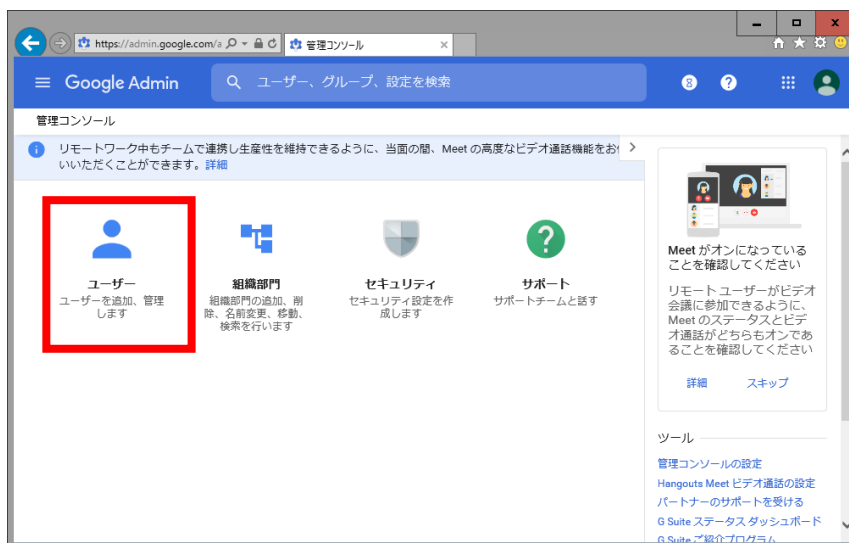 https://admin.google.com/a
管理コンソール
Google Admin
ユーザー、グループ、設定を検索
管理コンソール
リモートワーク中もチームで連携し生産性を維持できるように、当面の間、Meet の高度なビデオ通話機能をお
いいただくことができます。詳細
ユーザー
ユーザーを追加、管理
します
組織部門
組織部門の追加、削
除、名前変更、移動、
検索を行います
セキュリティ
セキュリティ設定を作
成します
サポート
サポートチームと話す
Meet がオンになっている
ことを確認してください
リモート ユーザーがビデオ
会議に参加できるように、
Meet のステータスとビデ
オ通話がどちらもオンであ
ることを確認してください
詳細 スキップ
ツール
管理コンソールの設定
Hangouts Meet ビデオ通話の設定
パートナーのサポートを受ける
G Suite ステータス ダッシュボード
G Suite ご紹介プログラム